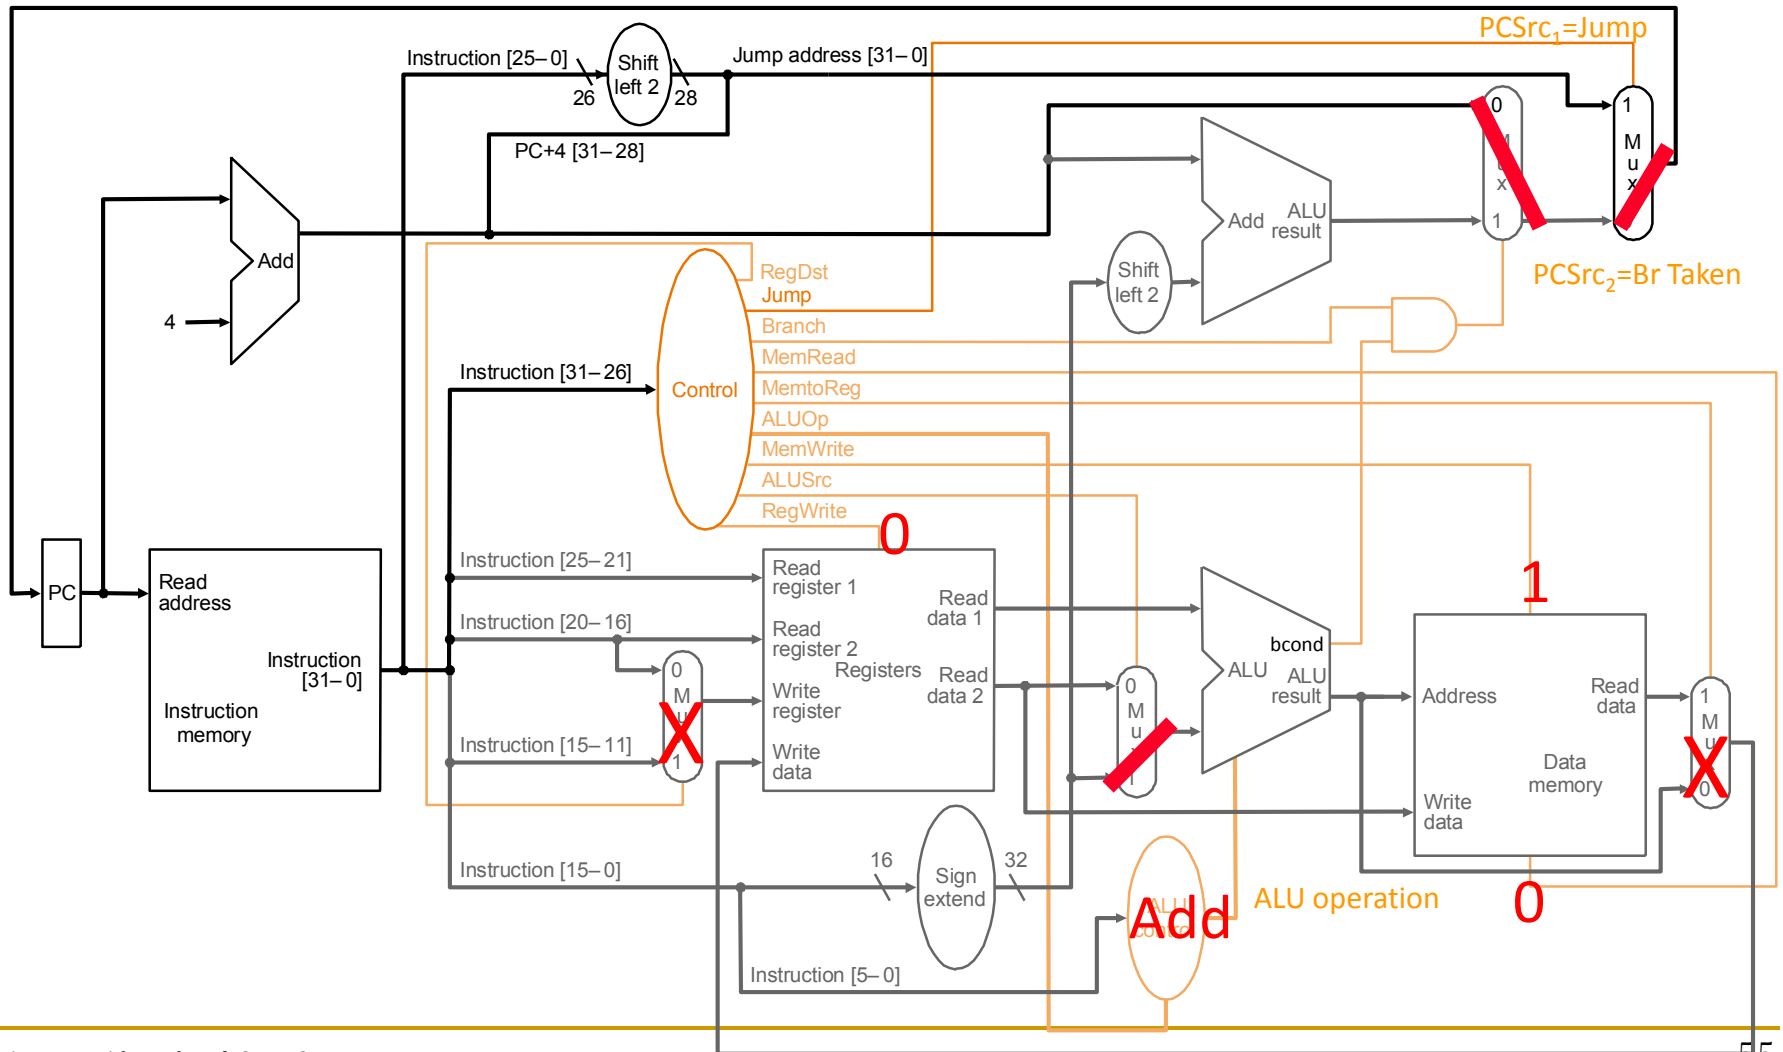 PCSrc1=Jump
Instruction [25–0]
Shift
left 2
Jump address [31–0]
26
28
PC+4 [31–28]
0
M
u
x
1
1
M
u
x
Add
ALU
result
Add
4
Shift
left 2
PCSrc2=Br Taken
RegDst
Jump
Branch
MemRead
MemtoReg
ALUOp
MemWrite
ALUSrc
RegWrite
Instruction [31–26]
Control
0
1
PC
Read
address
Instruction
[31–0]
Instruction
memory
Instruction [25–21]
Instruction [20–16]
Instruction [15–11]
Instruction [15–0]
Instruction [5–0]
0
M
u
X
1
Read
register 1
Read
register 2
Registers
Write
register
Write
data
Read
data 1
Read
data 2
0
M
u
bcond
ALU
ALU
result
Address
Read
data
Data
memory
Write
data
1
M
u
X
0
16
Sign
extend
32
ALU
control
Add
ALU operation
0